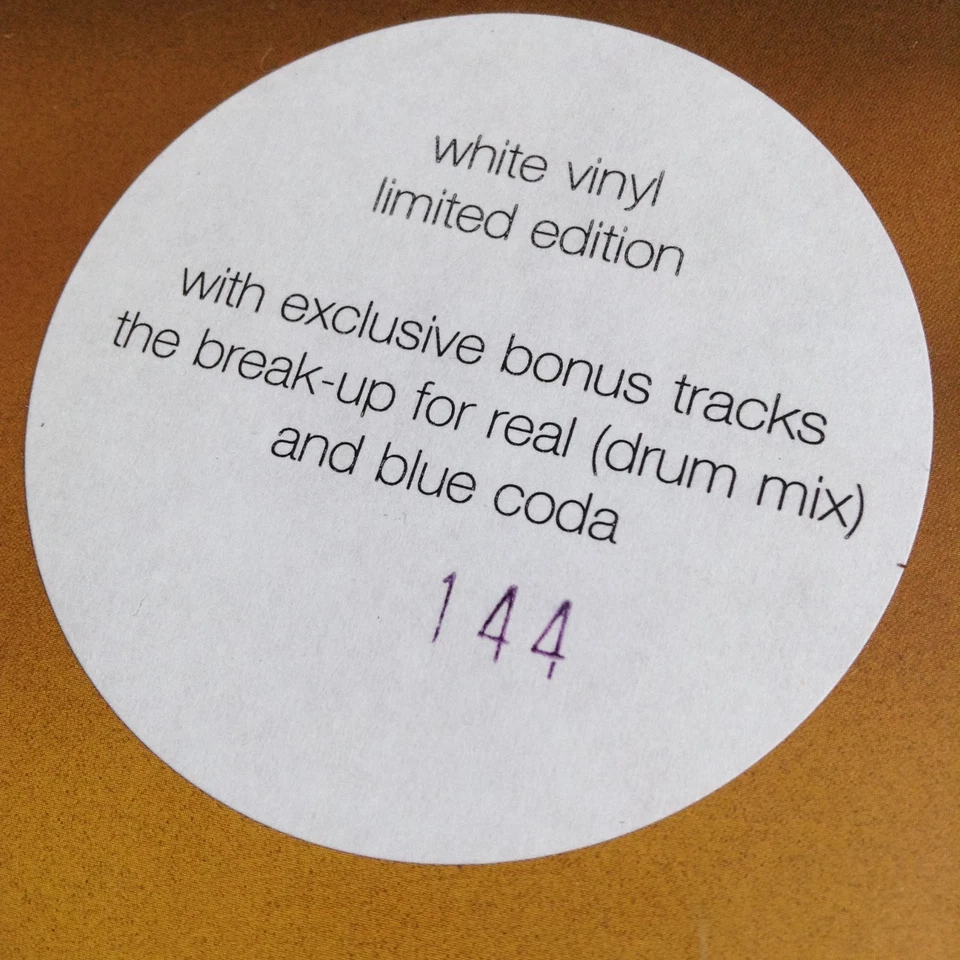 white vinyl
limited edition
with exclusive bonus tracks
the break-up for real (drum mix)
and blue coda
144